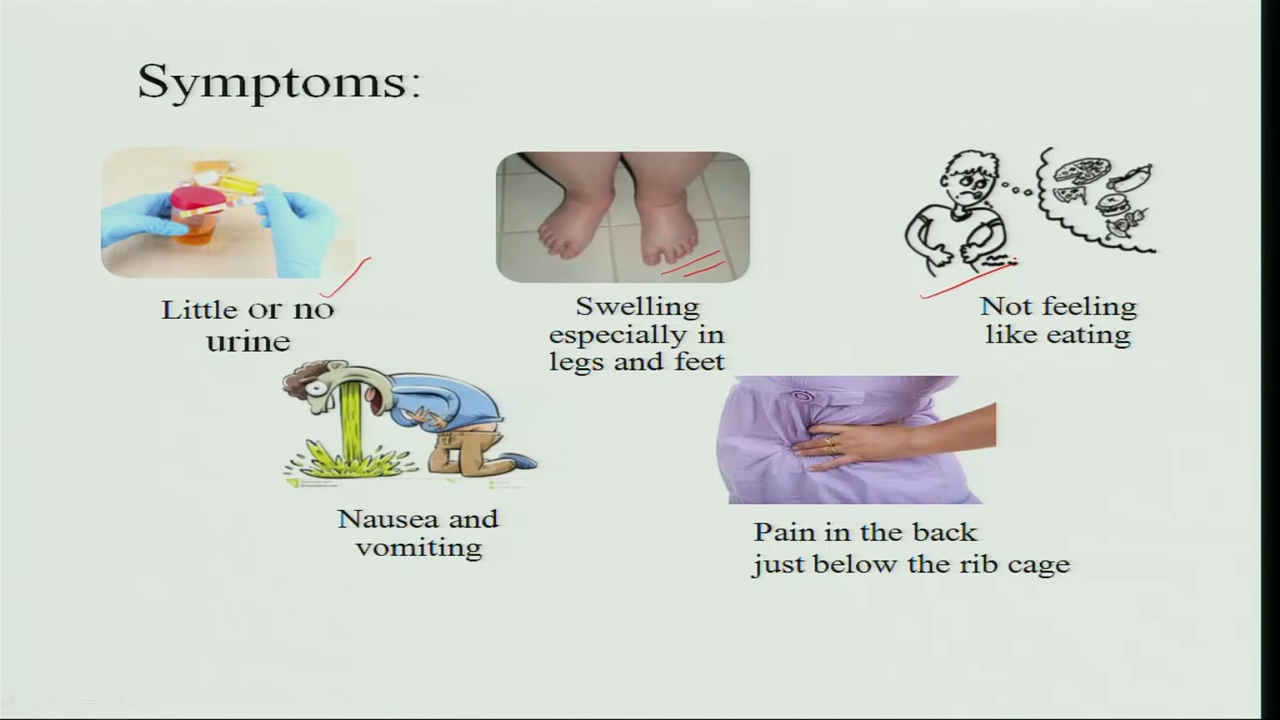 Symptoms:
Little or no
urine
Swelling
especially in
legs and feet
Not feeling
like eating
Nausea and
vomiting
Pain in the back
just below the rib cage